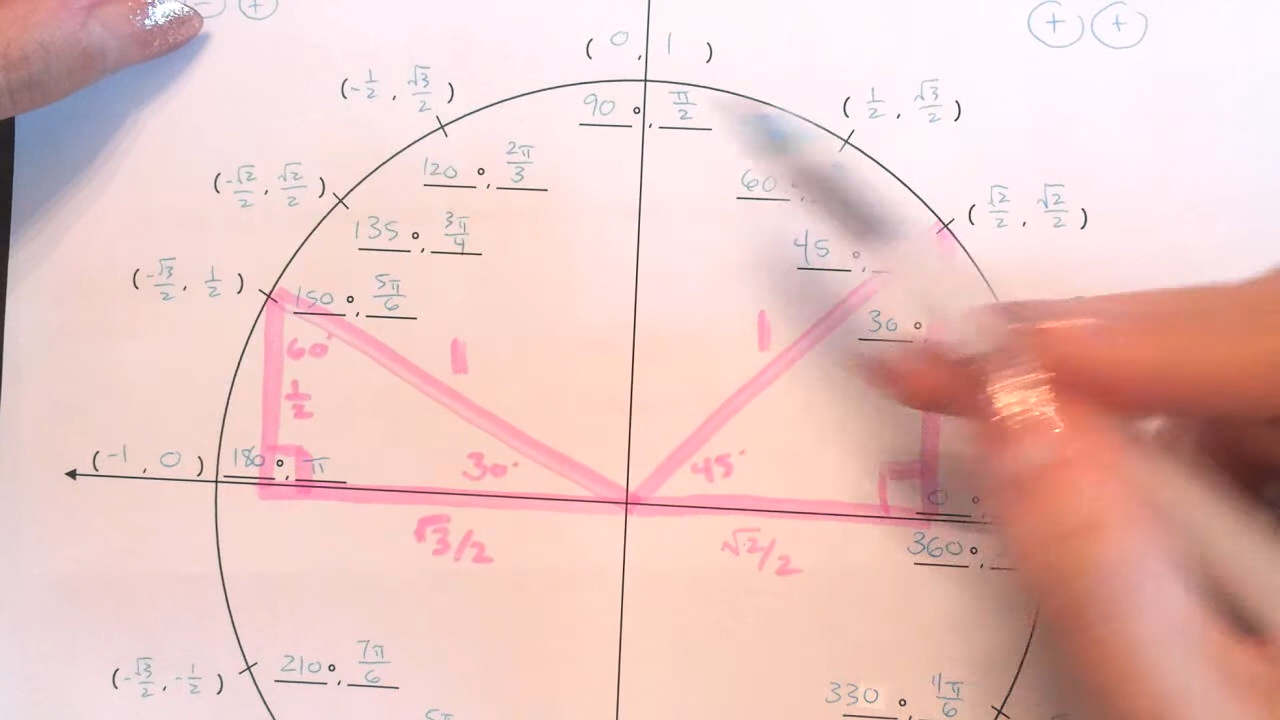 - +
+ +
( 0 , 1 )
90 ° , π/2
(-1/2 , √3/2)
( 1/2 , √3/2 )
120 ° , 2π/3
60
(-√2/2 , √2/2 )
( √2/2 , √2/2 )
135 ° , 3π/4
45 ° ,
(-√3/2 , 1/2 )
150 ° , 5π/6
30 °
60°
1
1
1/2
(-1 , 0 )
180 ° , π
30°
45°
0 °
√3/2
√2/2
360 ° ,
(-√3/2 , -1/2 )
210 ° , 7π/6
330 ° , 11π/6
5π